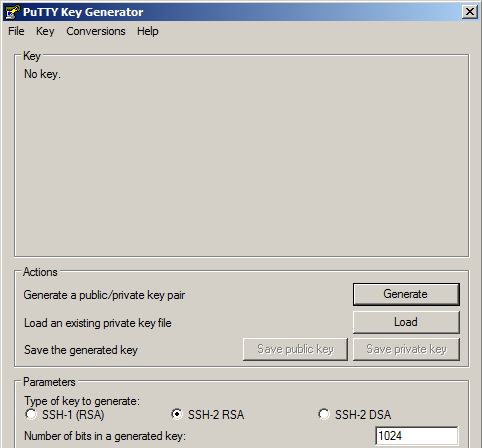 PuTTY Key Generator
File Key Conversions Help
Key
No key.
Actions
Generate a public/private key pair Generate
Load an existing private key file Load
Save the generated key Save public key Save private key
Parameters
Type of key to generate:
SSH-1 (RSA) SSH-2 RSA SSH-2 DSA
Number of bits in a generated key: 1024